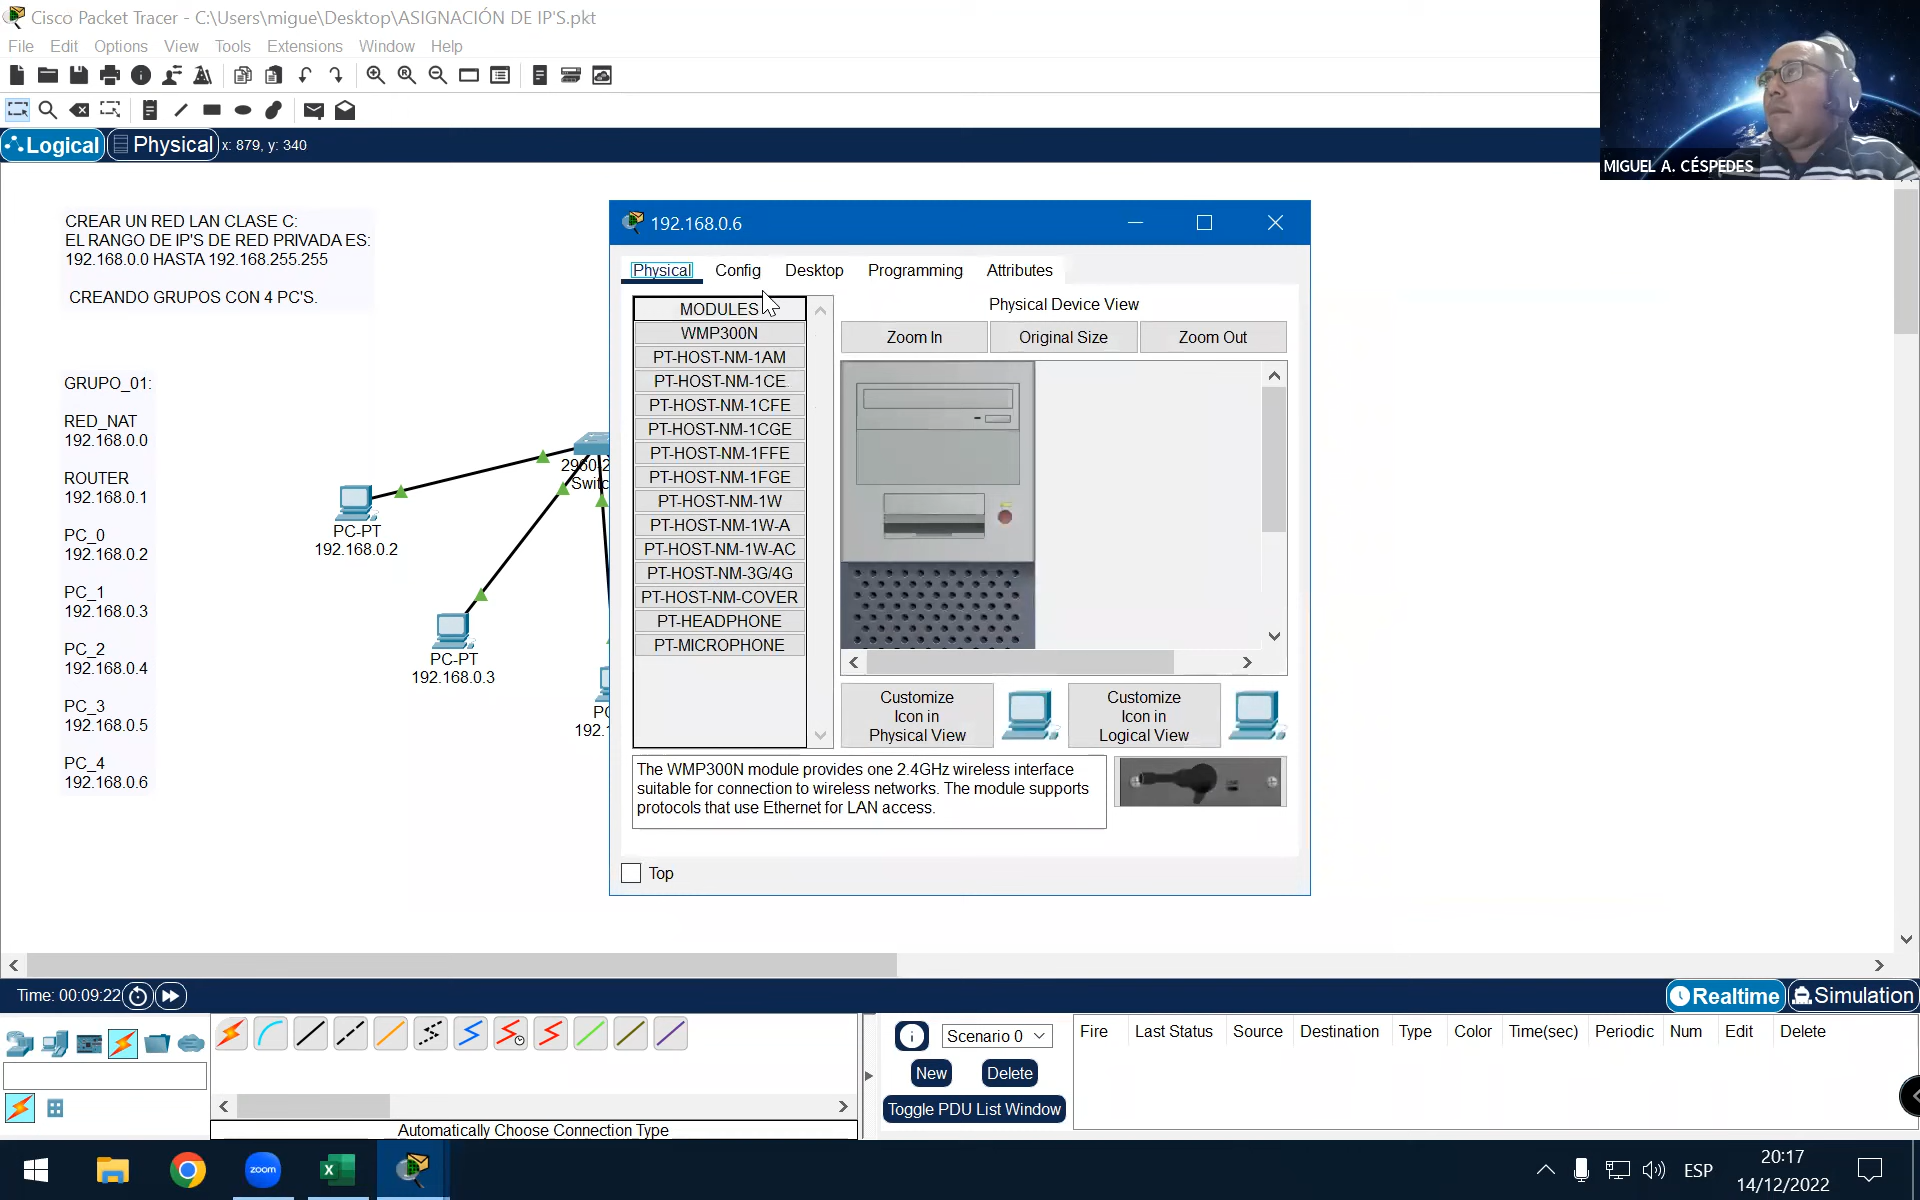 Cisco Packet Tracer - C:\Users\migue\Desktop\ASIGNACIÓN DE IP'S.pkt
File Edit Options View Tools Extensions Window Help
Logical Physical x: 879, y: 340
MIGUEL A. CÉSPEDES
CREAR UN RED LAN CLASE C:
EL RANGO DE IP'S DE RED PRIVADA ES:
192.168.0.0 HASTA 192.168.255.255
CREANDO GRUPOS CON 4 PC'S.
GRUPO_01:
RED_NAT
192.168.0.0
ROUTER
192.168.0.1
PC_0
192.168.0.2
PC_1
192.168.0.3
PC_2
192.168.0.4
PC_3
192.168.0.5
PC_4
192.168.0.6
2960-2
Switc
PC-PT
192.168.0.2
PC-PT
192.168.0.3
PC
192.
192.168.0.6
Physical Config Desktop Programming Attributes
MODULES
WMP300N
PT-HOST-NM-1AM
PT-HOST-NM-1CE
PT-HOST-NM-1CFE
PT-HOST-NM-1CGE
PT-HOST-NM-1FFE
PT-HOST-NM-1FGE
PT-HOST-NM-1W
PT-HOST-NM-1W-A
PT-HOST-NM-1W-AC
PT-HOST-NM-3G/4G
PT-HOST-NM-COVER
PT-HEADPHONE
PT-MICROPHONE
Physical Device View
Zoom In Original Size Zoom Out
Customize
Icon in
Physical View
Customize
Icon in
Logical View
The WMP300N module provides one 2.4GHz wireless interface
suitable for connection to wireless networks. The module supports
protocols that use Ethernet for LAN access.
Top
Time: 00:09:22
Realtime Simulation
Automatically Choose Connection Type
Scenario 0
New Delete
Toggle PDU List Window
Fire Last Status Source Destination Type Color Time(sec) Periodic Num Edit Delete
zoom
ESP
20:17
14/12/2022